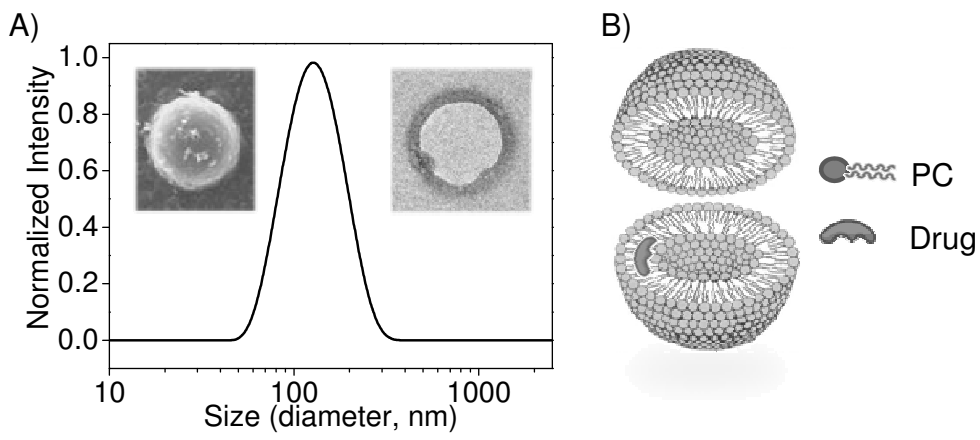 A)
Normalized Intensity
1.0
0.8
0.6
0.4
0.2
0.0
10
100
1000
Size (diameter, nm)
B)
PC
Drug